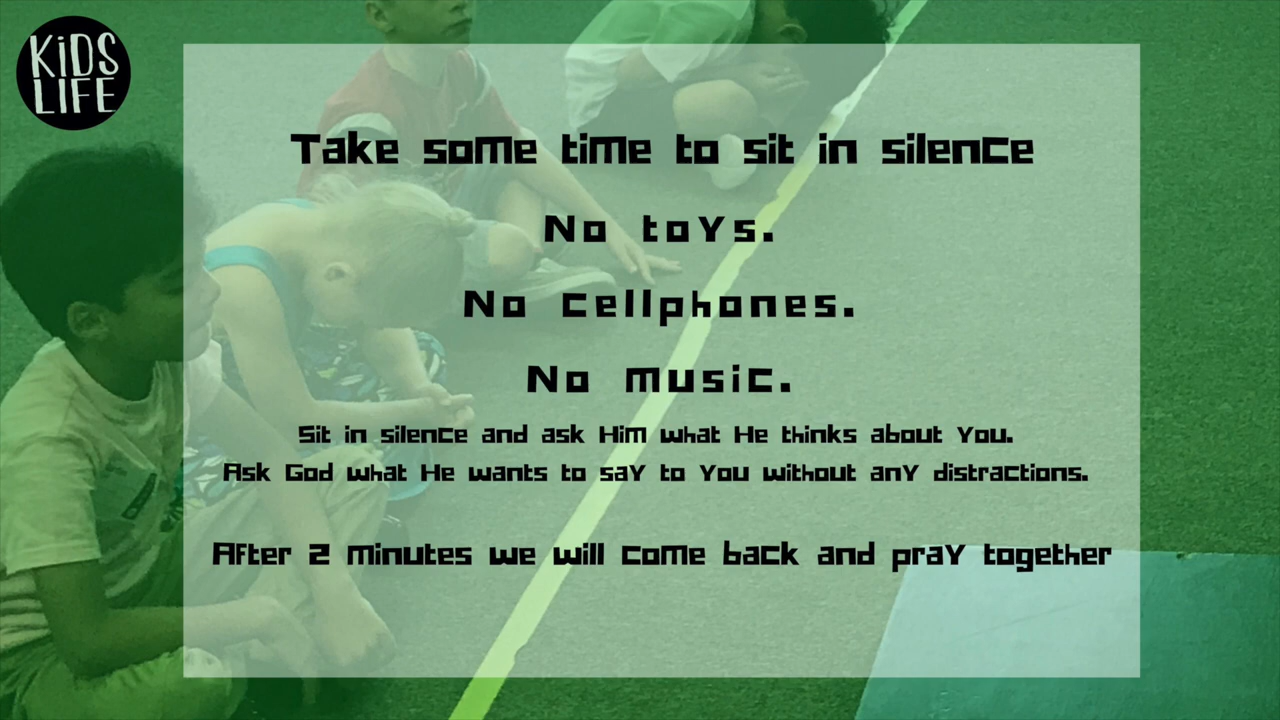 KiDS
LIFE
Take some time to sit in silence
No toys.
No cellphones.
No music.
Sit in silence and ask Him what He thinks about You.
Ask God what He wants to say to You without any distractions.
After 2 minutes we will come back and pray together